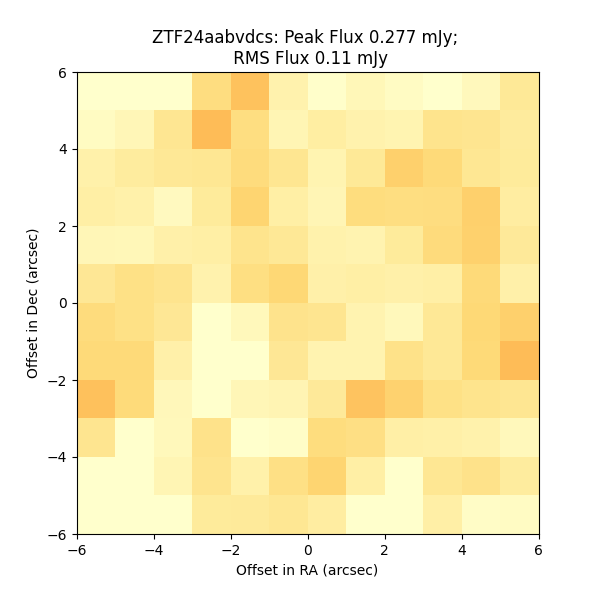 ZTF24aabvdcs: Peak Flux 0.277 mJy;
RMS Flux 0.11 mJy
6
4
2
0
−2
−4
−6
Offset in Dec (arcsec)
−6 −4 −2 0 2 4 6
Offset in RA (arcsec)